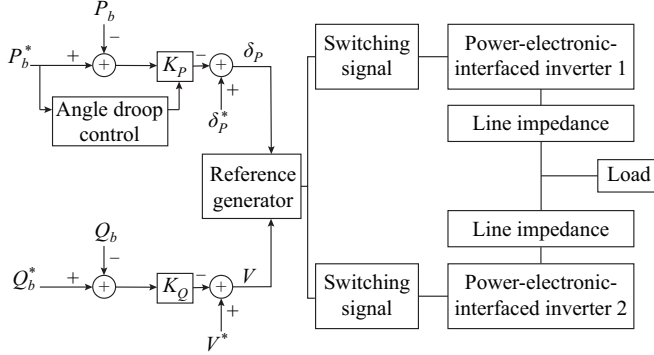 P_b
P_b^*
+
−
+
K_P
−
+
δ_P
+
δ_P^*
Angle droop
control
Reference
generator
Q_b
Q_b^*
+
−
+
K_Q
−
+
V
+
V^*
Switching
signal
Power-electronic-
interfaced inverter 1
Line impedance
Load
Line impedance
Switching
signal
Power-electronic-
interfaced inverter 2